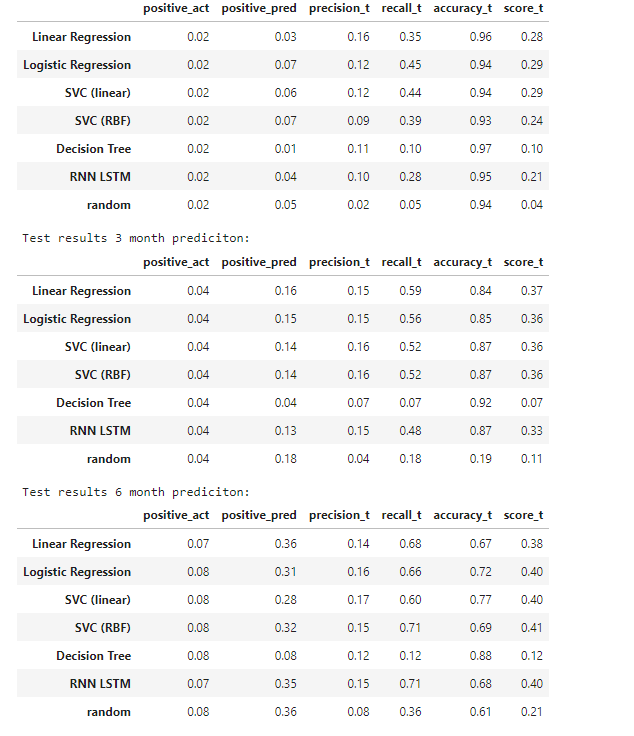 positive_act positive_pred precision_t recall_t accuracy_t score_t
Linear Regression 0.02 0.03 0.16 0.35 0.96 0.28
Logistic Regression 0.02 0.07 0.12 0.45 0.94 0.29
SVC (linear) 0.02 0.06 0.12 0.44 0.94 0.29
SVC (RBF) 0.02 0.07 0.09 0.39 0.93 0.24
Decision Tree 0.02 0.01 0.11 0.10 0.97 0.10
RNN LSTM 0.02 0.04 0.10 0.28 0.95 0.21
random 0.02 0.05 0.02 0.05 0.94 0.04
Test results 3 month prediciton:
positive_act positive_pred precision_t recall_t accuracy_t score_t
Linear Regression 0.04 0.16 0.15 0.59 0.84 0.37
Logistic Regression 0.04 0.15 0.15 0.56 0.85 0.36
SVC (linear) 0.04 0.14 0.16 0.52 0.87 0.36
SVC (RBF) 0.04 0.14 0.16 0.52 0.87 0.36
Decision Tree 0.04 0.04 0.07 0.07 0.92 0.07
RNN LSTM 0.04 0.13 0.15 0.48 0.87 0.33
random 0.04 0.18 0.04 0.18 0.19 0.11
Test results 6 month prediciton:
positive_act positive_pred precision_t recall_t accuracy_t score_t
Linear Regression 0.07 0.36 0.14 0.68 0.67 0.38
Logistic Regression 0.08 0.31 0.16 0.66 0.72 0.40
SVC (linear) 0.08 0.28 0.17 0.60 0.77 0.40
SVC (RBF) 0.08 0.32 0.15 0.71 0.69 0.41
Decision Tree 0.08 0.08 0.12 0.12 0.88 0.12
RNN LSTM 0.07 0.35 0.15 0.71 0.68 0.40
random 0.08 0.36 0.08 0.36 0.61 0.21